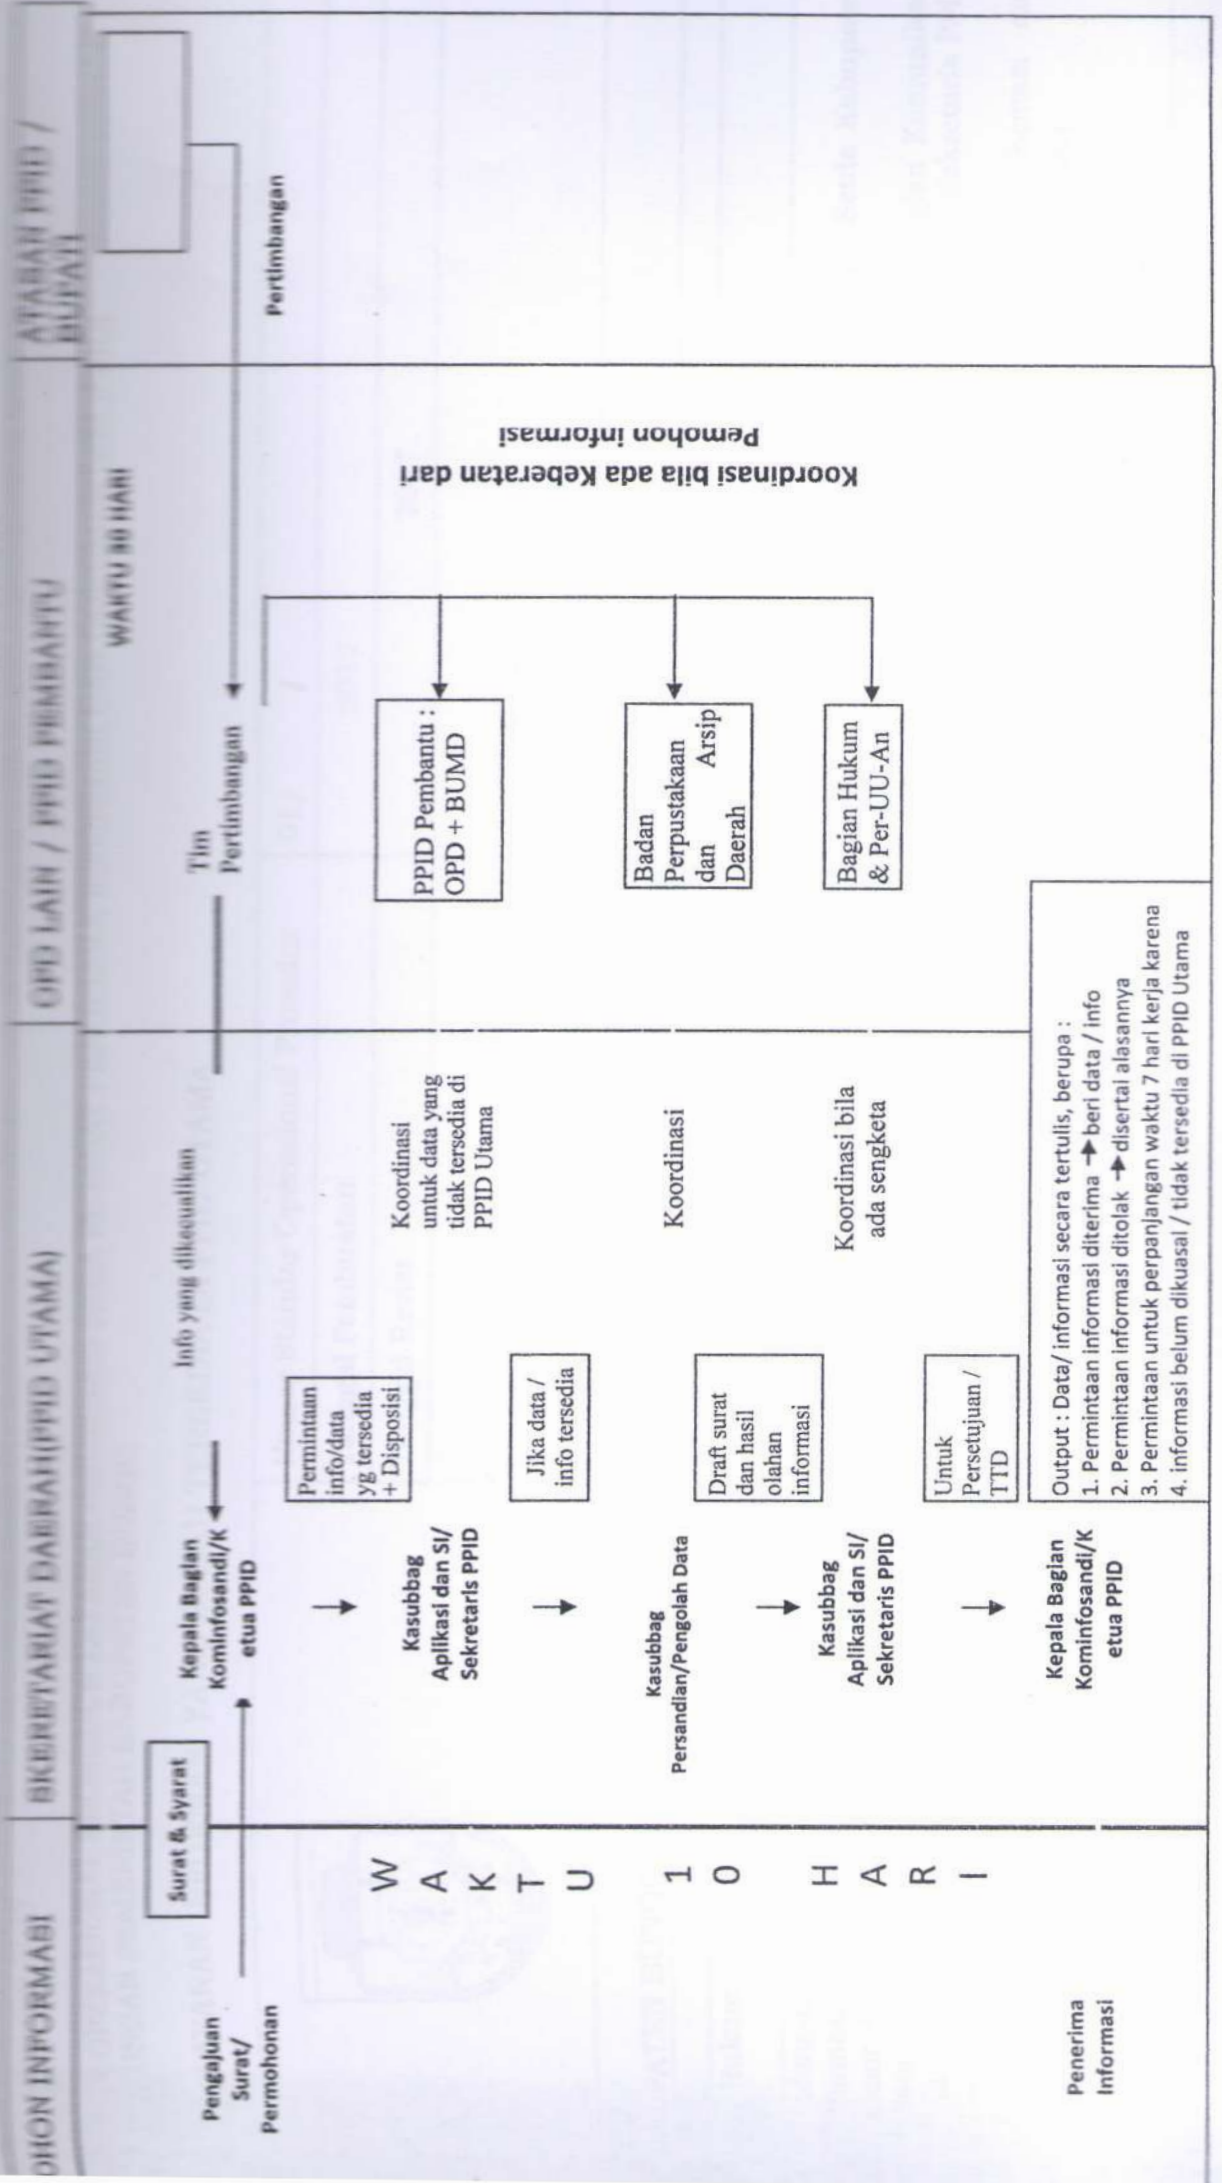 OHON INFORMASI
SKERETARIAT DAERAH(PPID UTAMA)
OPD LAIN / PPID PEMBANTU
ATASAN PPID /
BUPATI
Surat & Syarat
WAKTU 30 HARI
Pengajuan
Surat/
Permohonan
Kepala Bagian
Kominfosandi/K
etua PPID
Info yang dikecualikan
Tim
Pertimbangan
Pertimbangan
Permintaan
info/data
yg tersedia
+ Disposisi
W
A
K
T
U
1
0
H
A
R
I
Kasubbag
Aplikasi dan SI/
Sekretaris PPID
Koordinasi
untuk data yang
tidak tersedia di
PPID Utama
PPID Pembantu :
OPD + BUMD
Koordinasi bila ada Keberatan dari
Pemohon informasi
Jika data /
info tersedia
Kasubbag
Persandian/Pengolah Data
Koordinasi
Badan
Perpustakaan
dan Arsip
Daerah
Draft surat
dan hasil
olahan
informasi
Kasubbag
Aplikasi dan SI/
Sekretaris PPID
Koordinasi bila
ada sengketa
Bagian Hukum
& Per-UU-An
Untuk
Persetujuan /
TTD
Penerima
Informasi
Kepala Bagian
Kominfosandi/K
etua PPID
Output : Data/ informasi secara tertulis, berupa :
1. Permintaan informasi diterima ➔ beri data / info
2. Permintaan informasi ditolak ➔ disertai alasannya
3. Permintaan untuk perpanjangan waktu 7 hari kerja karena
4. informasi belum dikuasai / tidak tersedia di PPID Utama